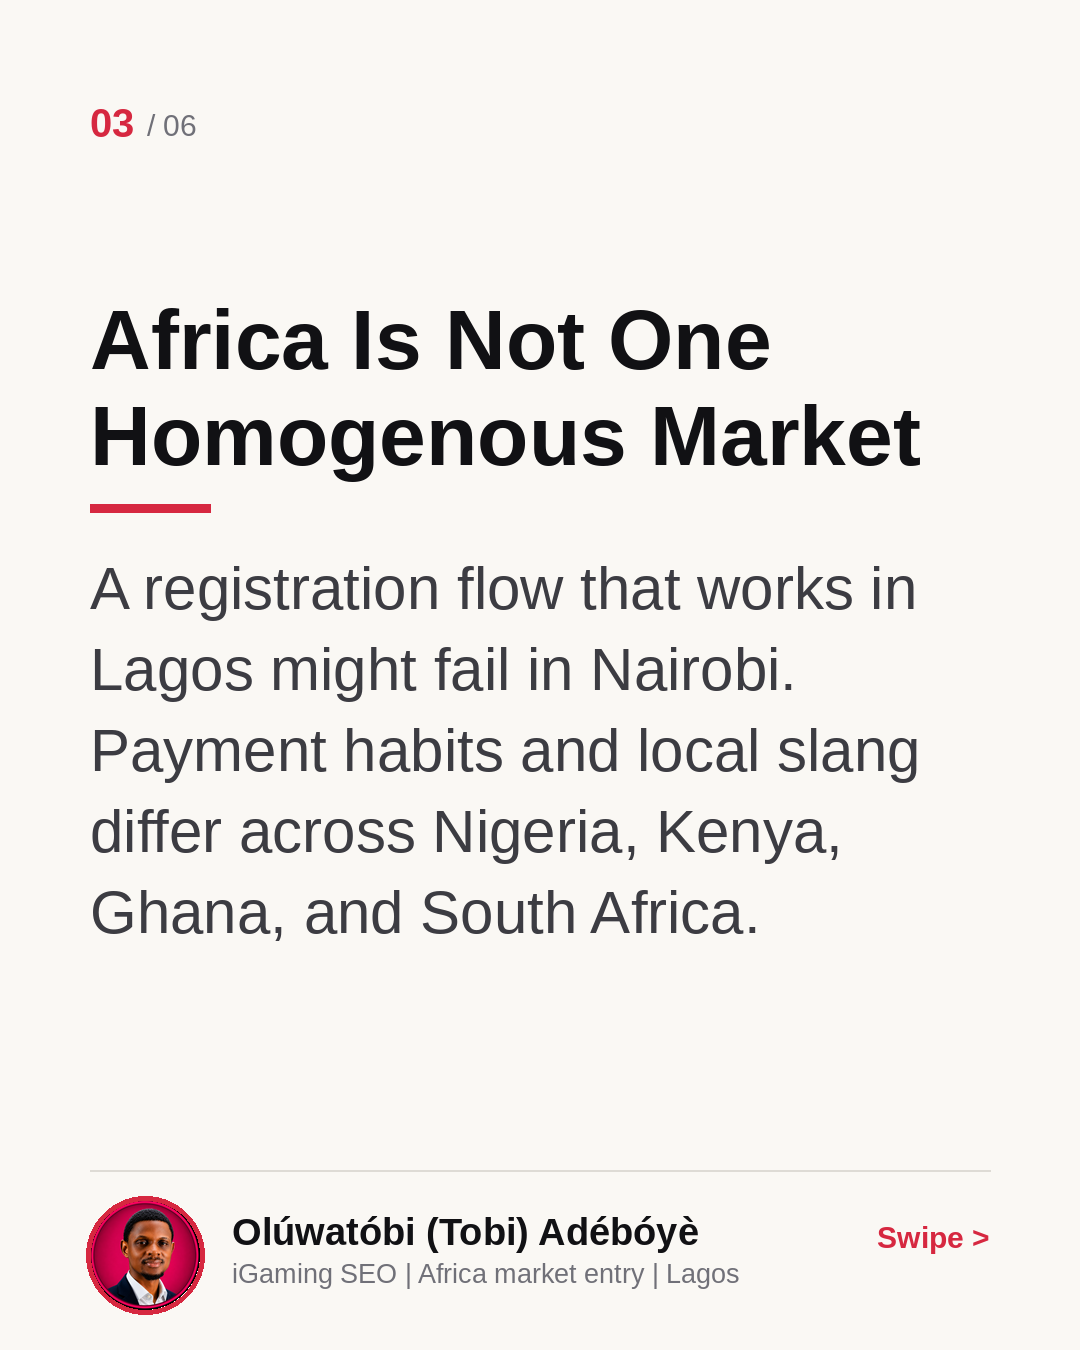 03 / 06
Africa Is Not One
Homogenous Market
A registration flow that works in
Lagos might fail in Nairobi.
Payment habits and local slang
differ across Nigeria, Kenya,
Ghana, and South Africa.
Olúwatóbi (Tobi) Adébóyè
iGaming SEO | Africa market entry | Lagos
Swipe >